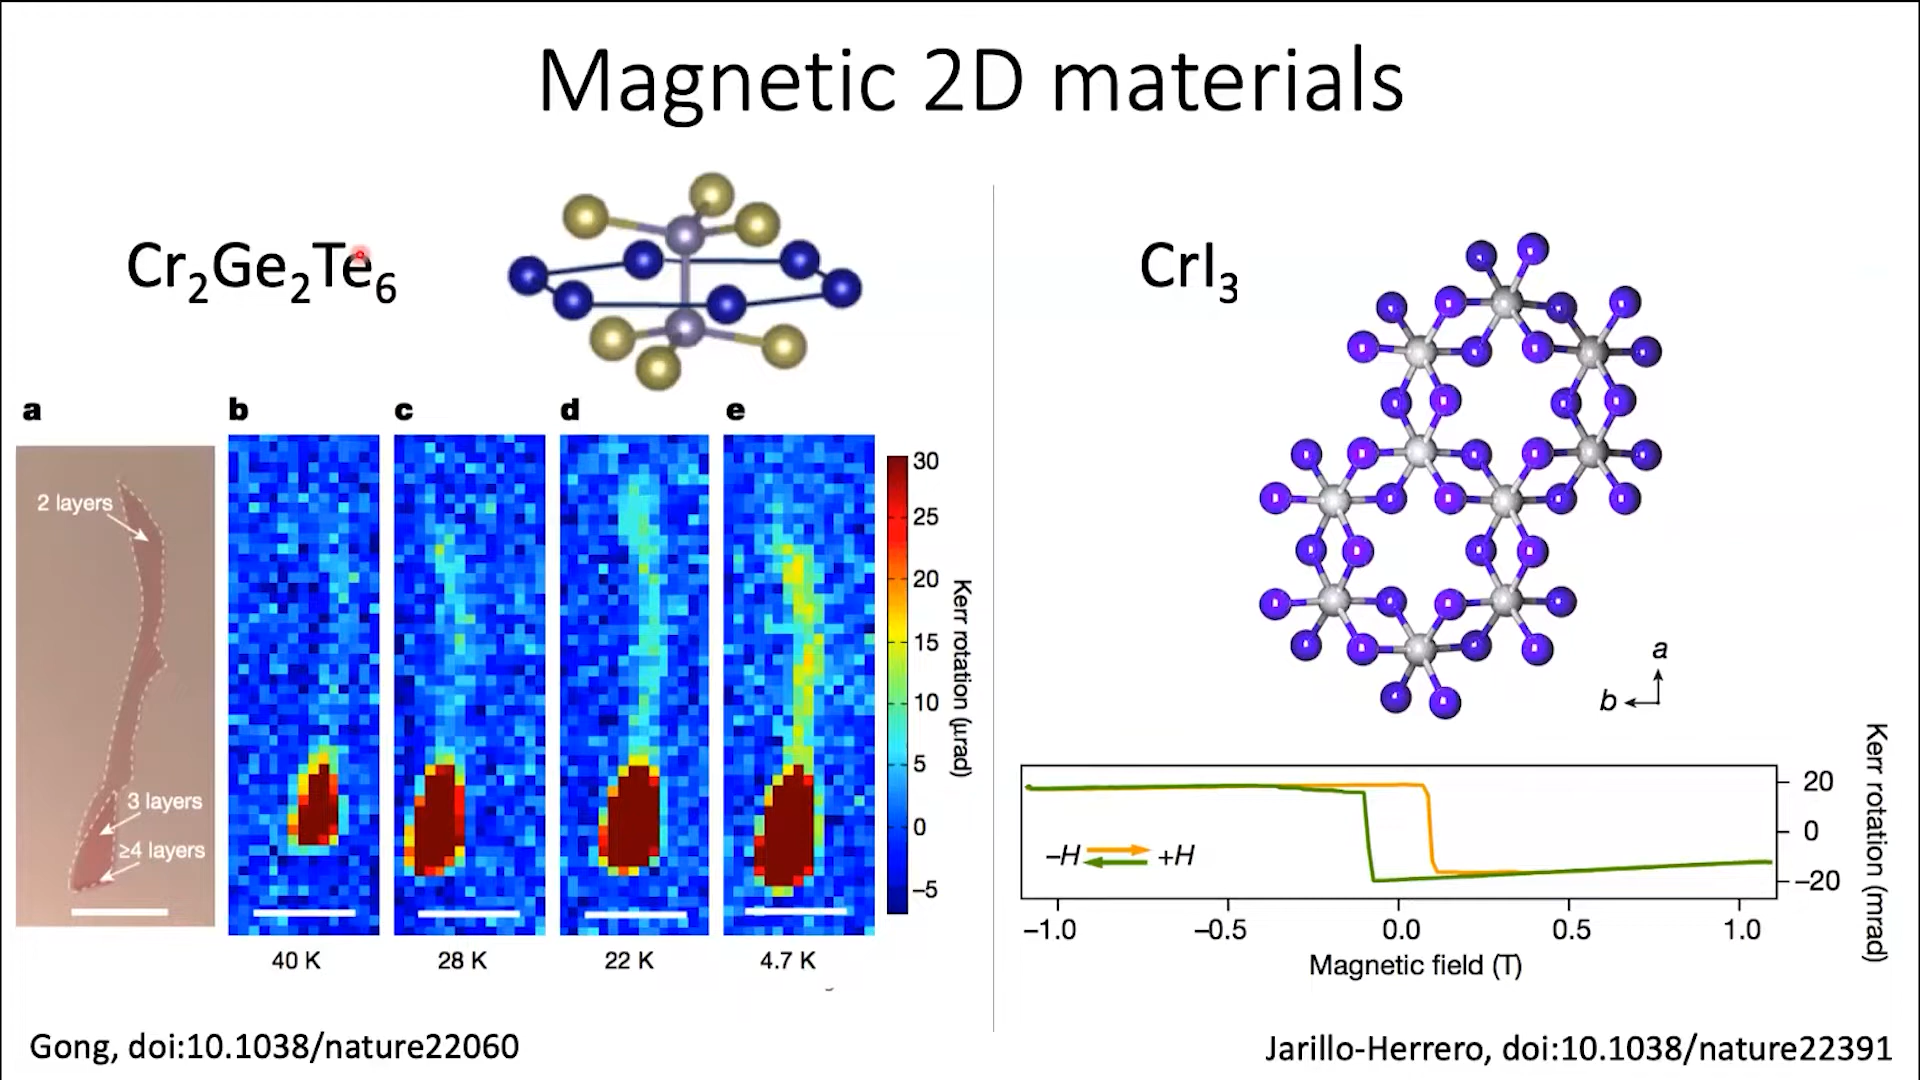 Magnetic 2D materials
Cr₂Ge₂Te₆
a
b
c
d
e
2 layers
3 layers
≥4 layers
40 K
28 K
22 K
4.7 K
30
25
20
15
10
5
0
−5
Kerr rotation (μrad)
Gong, doi:10.1038/nature22060
CrI₃
a
b
−H
+H
20
0
−20
Kerr rotation (mrad)
−1.0
−0.5
0.0
0.5
1.0
Magnetic field (T)
Jarillo-Herrero, doi:10.1038/nature22391